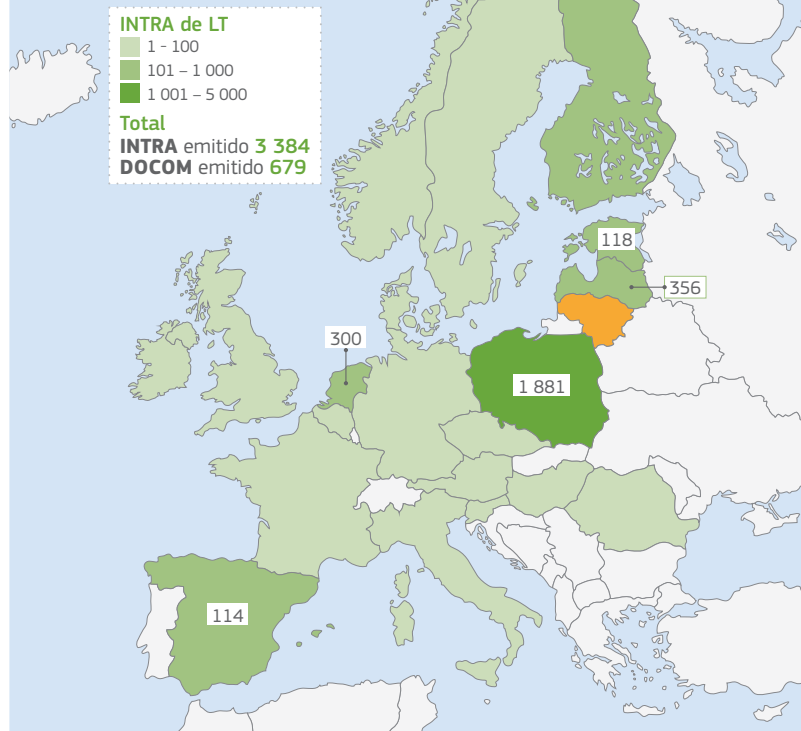 INTRA de LT
1 - 100
101 – 1 000
1 001 – 5 000
Total
INTRA emitido 3 384
DOCOM emitido 679
118
356
300
1 881
114